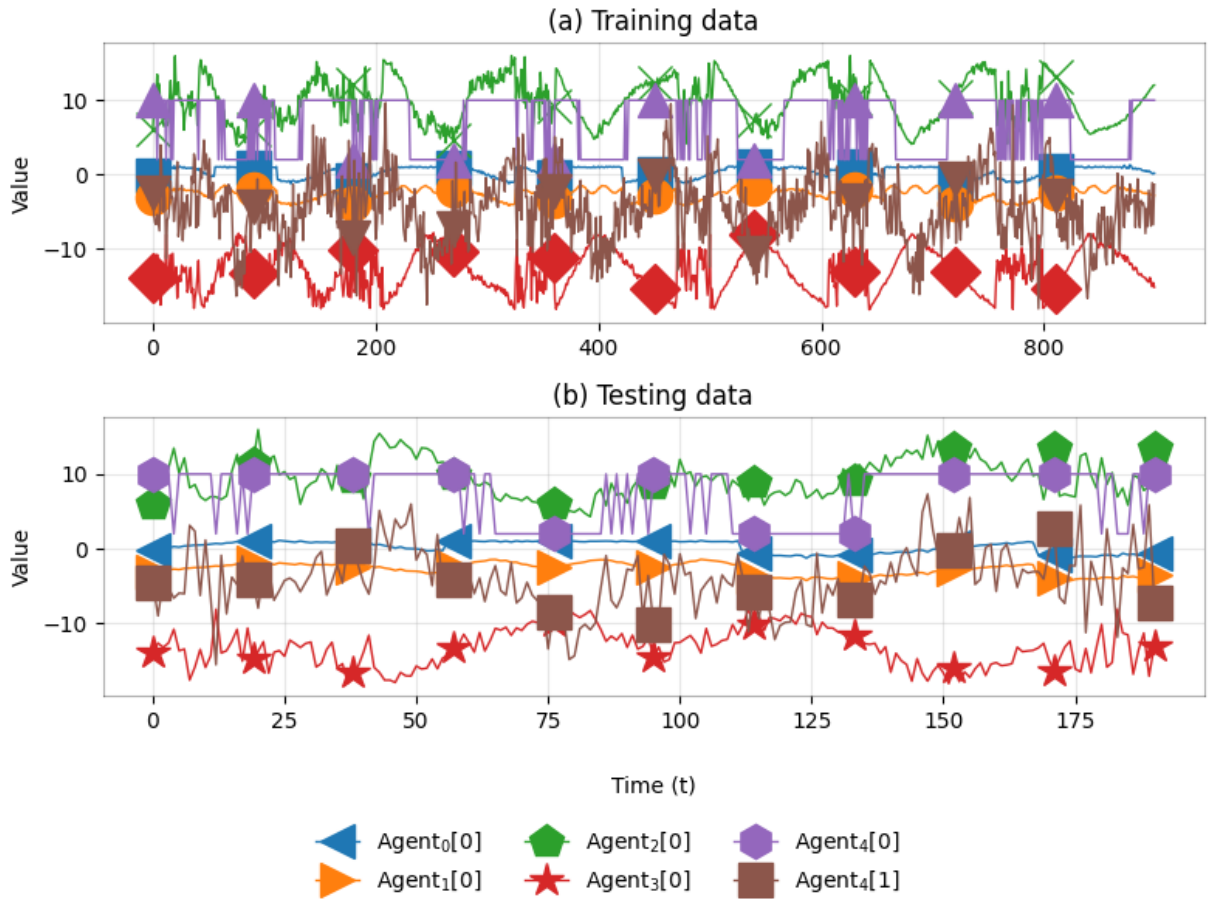 (a) Training data
Value
10
0
−10
0 200 400 600 800
(b) Testing data
Value
10
0
−10
0 25 50 75 100 125 150 175
Time (t)
Agent₀[0] Agent₂[0] Agent₄[0]
Agent₁[0] Agent₃[0] Agent₄[1]